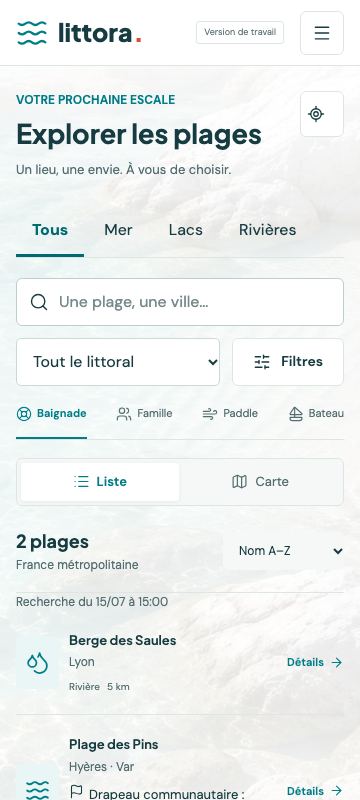 littora.
Version de travail
VOTRE PROCHAINE ESCALE
Explorer les plages
Un lieu, une envie. À vous de choisir.
Tous Mer Lacs Rivières
Une plage, une ville…
Tout le littoral
Filtres
Baignade Famille Paddle Bateau
Liste Carte
2 plages
France métropolitaine
Nom A–Z
Recherche du 15/07 à 15:00
Berge des Saules
Lyon
Détails
Rivière 5 km
Plage des Pins
Hyères · Var
Drapeau communautaire :
Détails